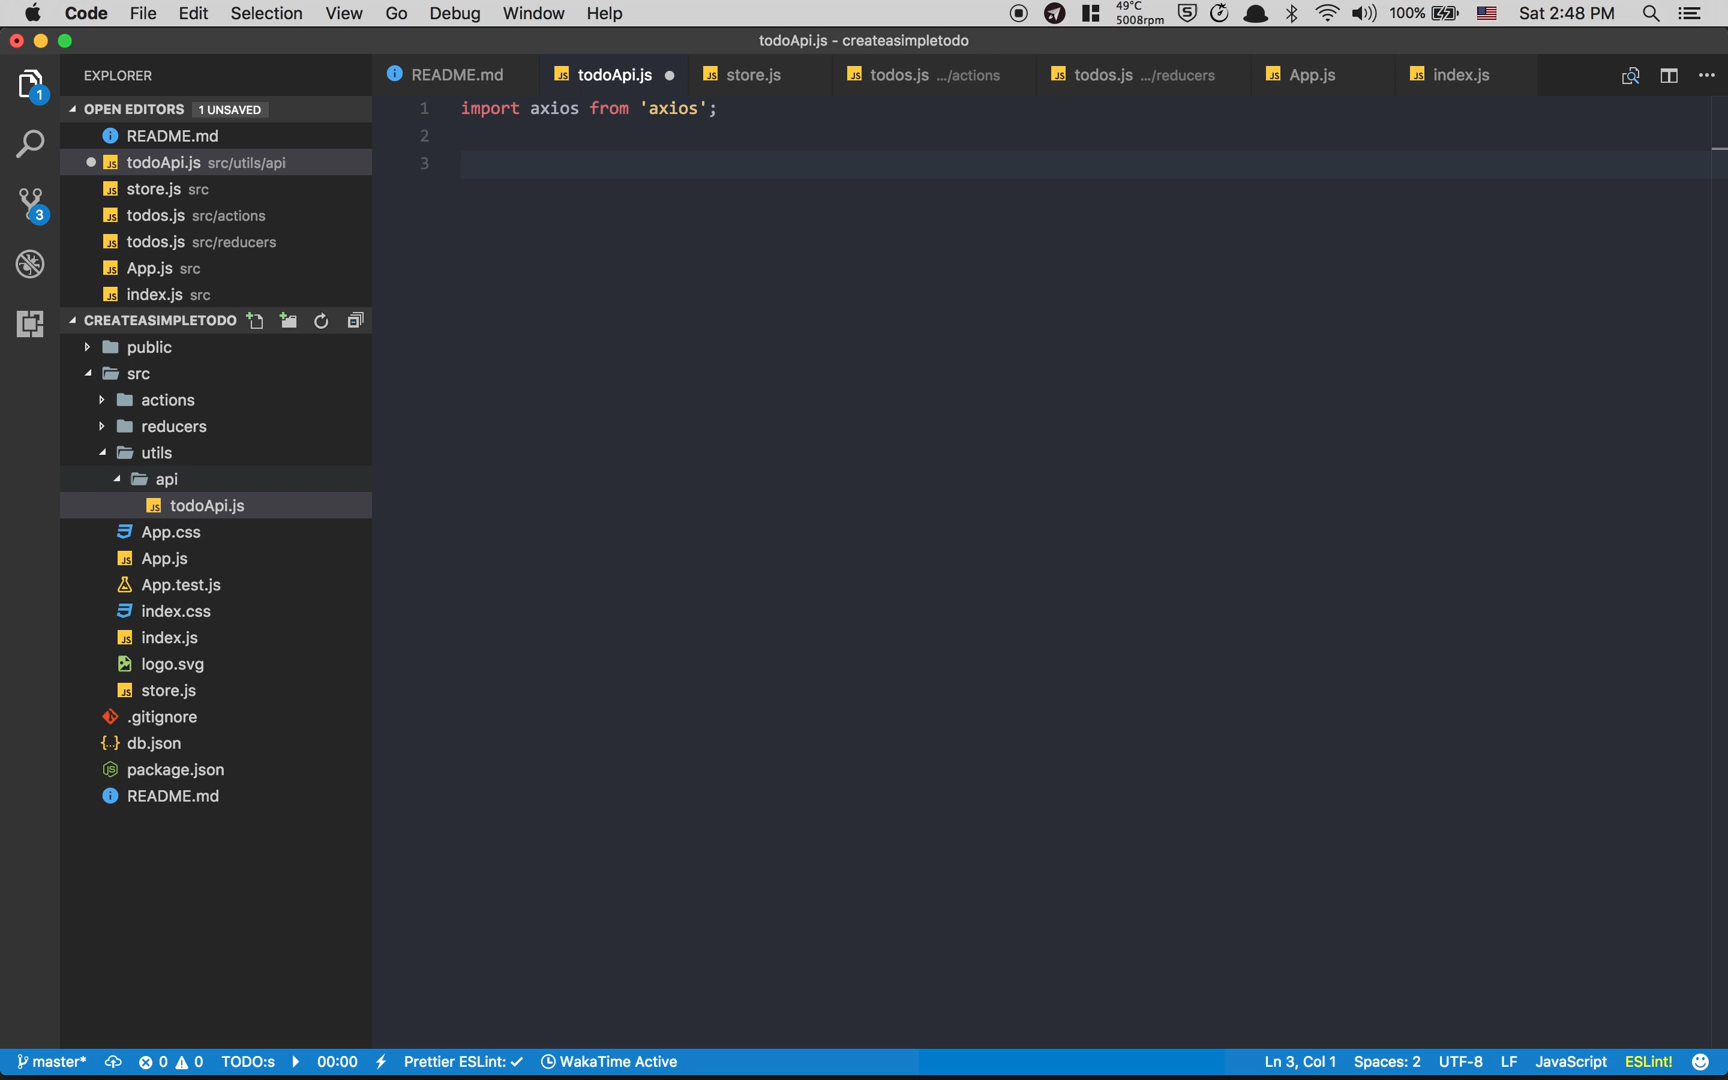 Code File Edit Selection View Go Debug Window Help 49°C 5008rpm 100% Sat 2:48 PM
todoApi.js - createasimpletodo
EXPLORER
README.md todoApi.js store.js todos.js .../actions todos.js .../reducers App.js index.js
OPEN EDITORS 1 UNSAVED
README.md
todoApi.js src/utils/api
store.js src
todos.js src/actions
todos.js src/reducers
App.js src
index.js src
CREATEASIMPLETODO
public
src
actions
reducers
utils
api
todoApi.js
App.css
App.js
App.test.js
index.css
index.js
logo.svg
store.js
.gitignore
db.json
package.json
README.md
1 import axios from 'axios';
2
3
1
3
master* 0 0 TODO:s 00:00 Prettier ESLint: ✓ WakaTime Active Ln 3, Col 1 Spaces: 2 UTF-8 LF JavaScript ESLint!